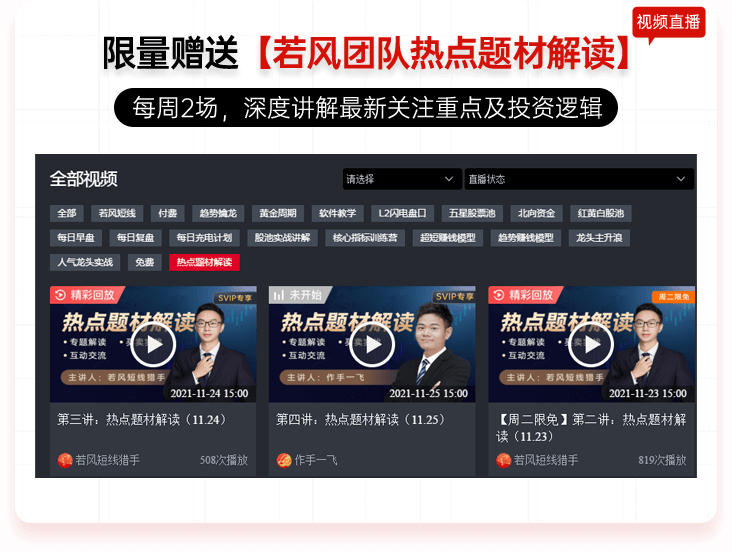 视频直播
限量赠送【若风团队热点题材解读】
每周2场，深度讲解最新关注重点及投资逻辑
全部视频
请选择
直播状态
全部 若风短线 付费 趋势擒龙 黄金周期 软件教学 L2闪电盘口 五星股票池 北向资金 红黄白股池
每日早盘 每日复盘 每日充电计划 股池实战讲解 核心指标训练营 超短赚钱模型 趋势赚钱模型 龙头主升浪
人气龙头实战 免费 热点题材解读
精彩回放
SVIP专享
热点题材解读
• 专题解读
• 互动交流
主讲人：若风短线猎手
2021-11-24 15:00
第三讲：热点题材解读（11.24）
若风短线猎手
508次播放
未开始
SVIP专享
热点题材解读
• 专题解读
• 互动交流
主讲人：作手一飞
2021-11-25 15:00
第四讲：热点题材解读（11.25）
作手一飞
精彩回放
周二限免
热点题材解读
• 专题解读
• 互动交流
主讲人：若风短线猎手
2021-11-23 15:00
【周二限免】第二讲：热点题材解
读（11.23）
若风短线猎手
819次播放